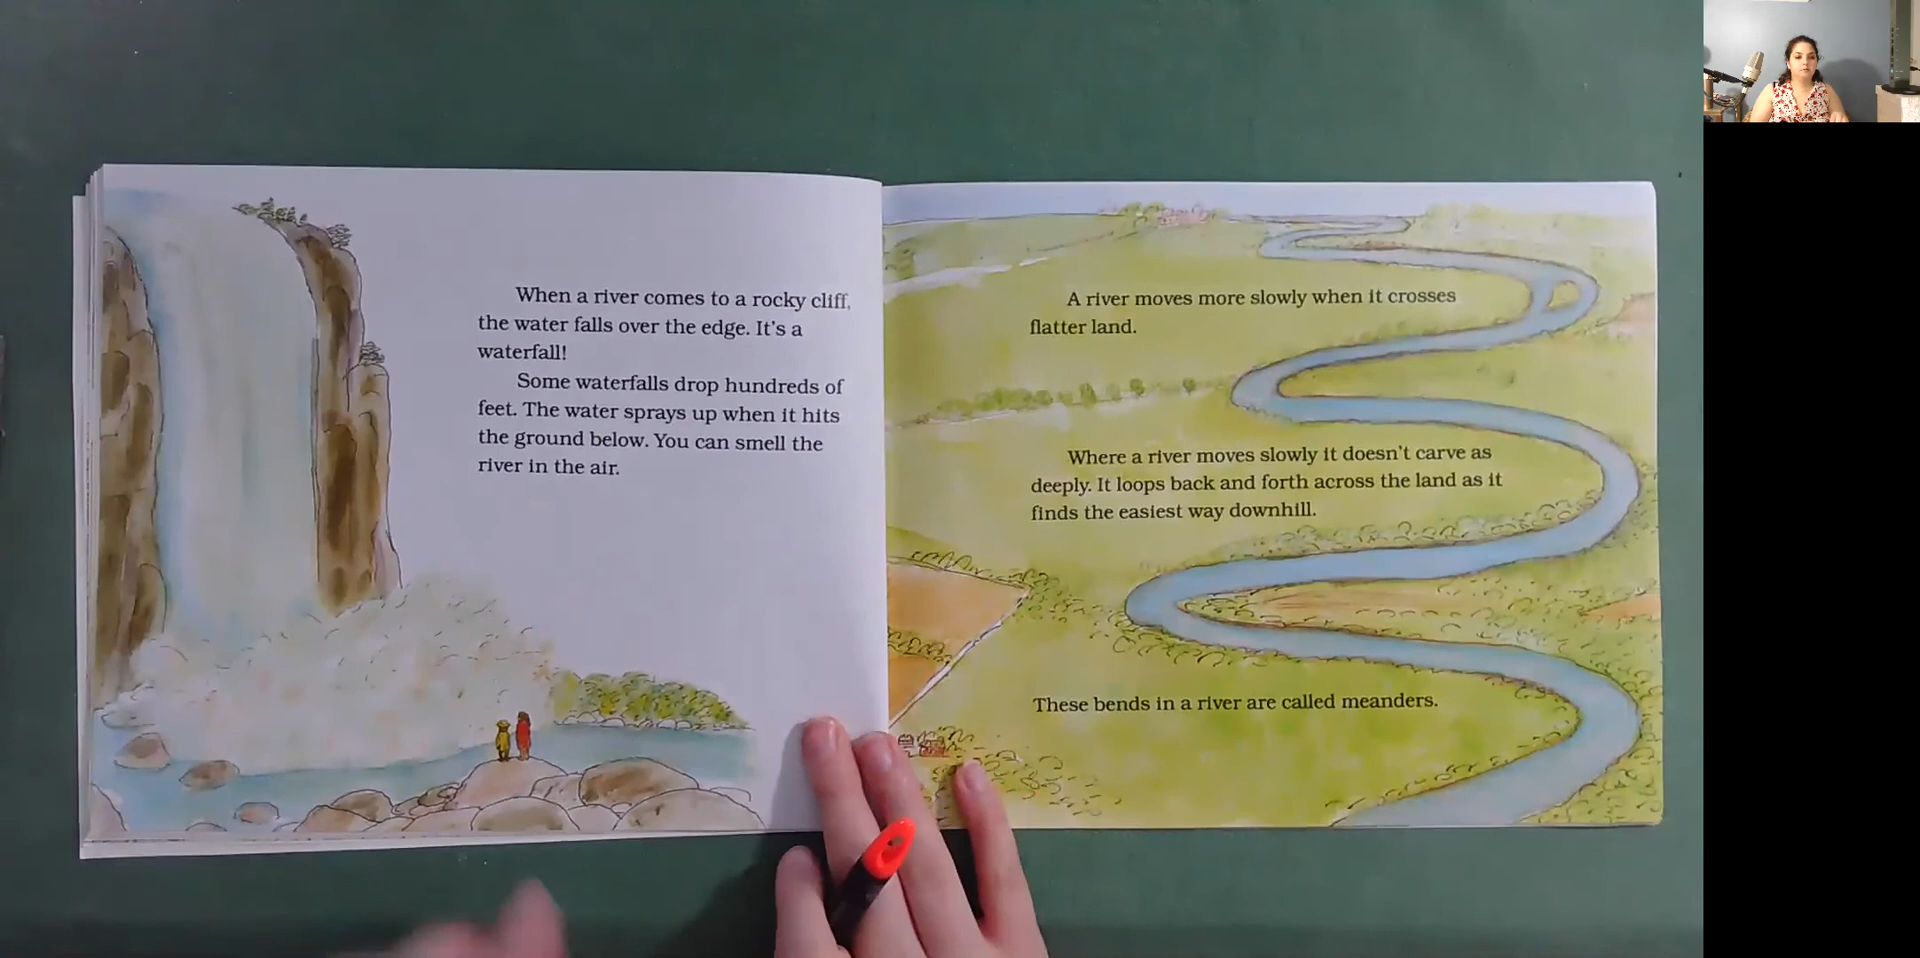 When a river comes to a rocky cliff,
the water falls over the edge. It's a
waterfall!
Some waterfalls drop hundreds of
feet. The water sprays up when it hits
the ground below. You can smell the
river in the air.
A river moves more slowly when it crosses
flatter land.
Where a river moves slowly it doesn't carve as
deeply. It loops back and forth across the land as it
finds the easiest way downhill.
These bends in a river are called meanders.